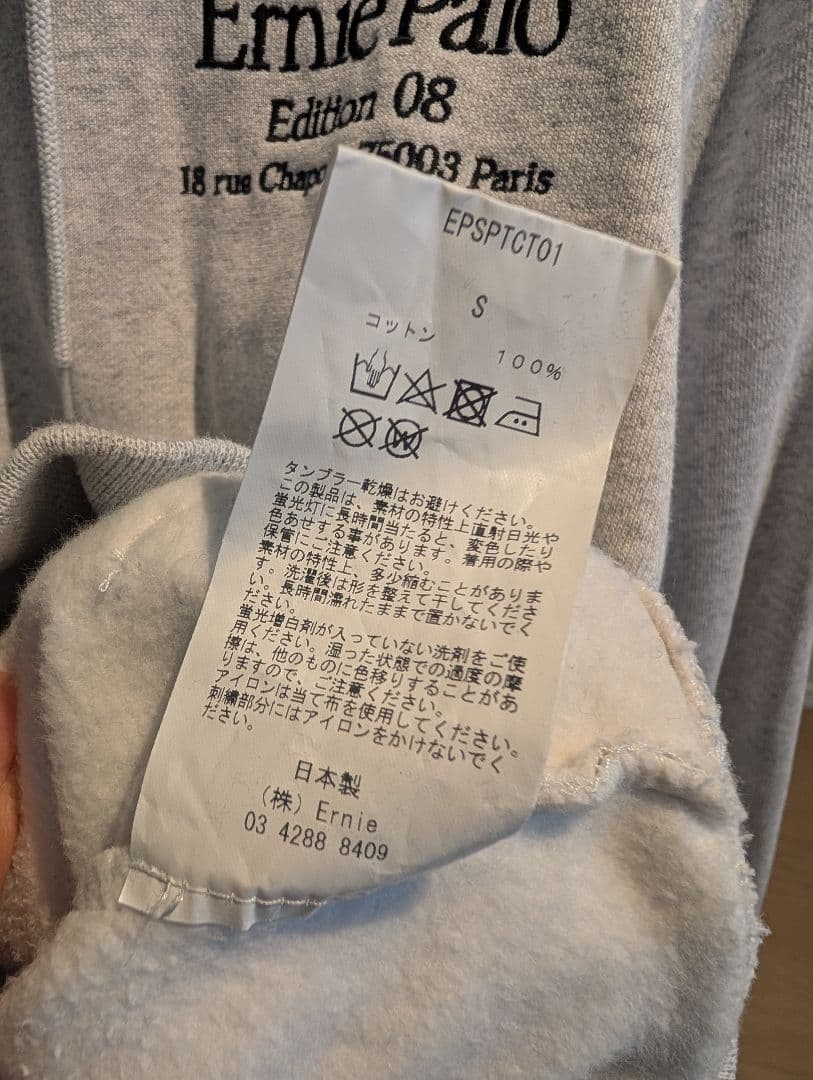 Ernie Palo
Edition 08
18 rue Chapo 75003 Paris
EPSPTCT01
S
コットン
100%
タンブラー乾燥はお避けください。
この製品は、素材の特性上直射日光や
蛍光灯に長時間当たると、変色したり
色あせする事があります。着用の際や
保管にご注意ください。
素材の特性上、多少縮むことがありま
す。洗濯後は形を整えて干してくださ
い。長時間濡れたままで置かないでく
ださい。
蛍光増白剤が入っていない洗剤をご使
用ください。湿った状態での過度の摩
擦は、他のものに色移りすることがあ
りますので、ご注意ください。
アイロンは当て布を使用してください。
刺繍部分にはアイロンをかけないでく
ださい。
日本製
（株）Ernie
03 4288 8409